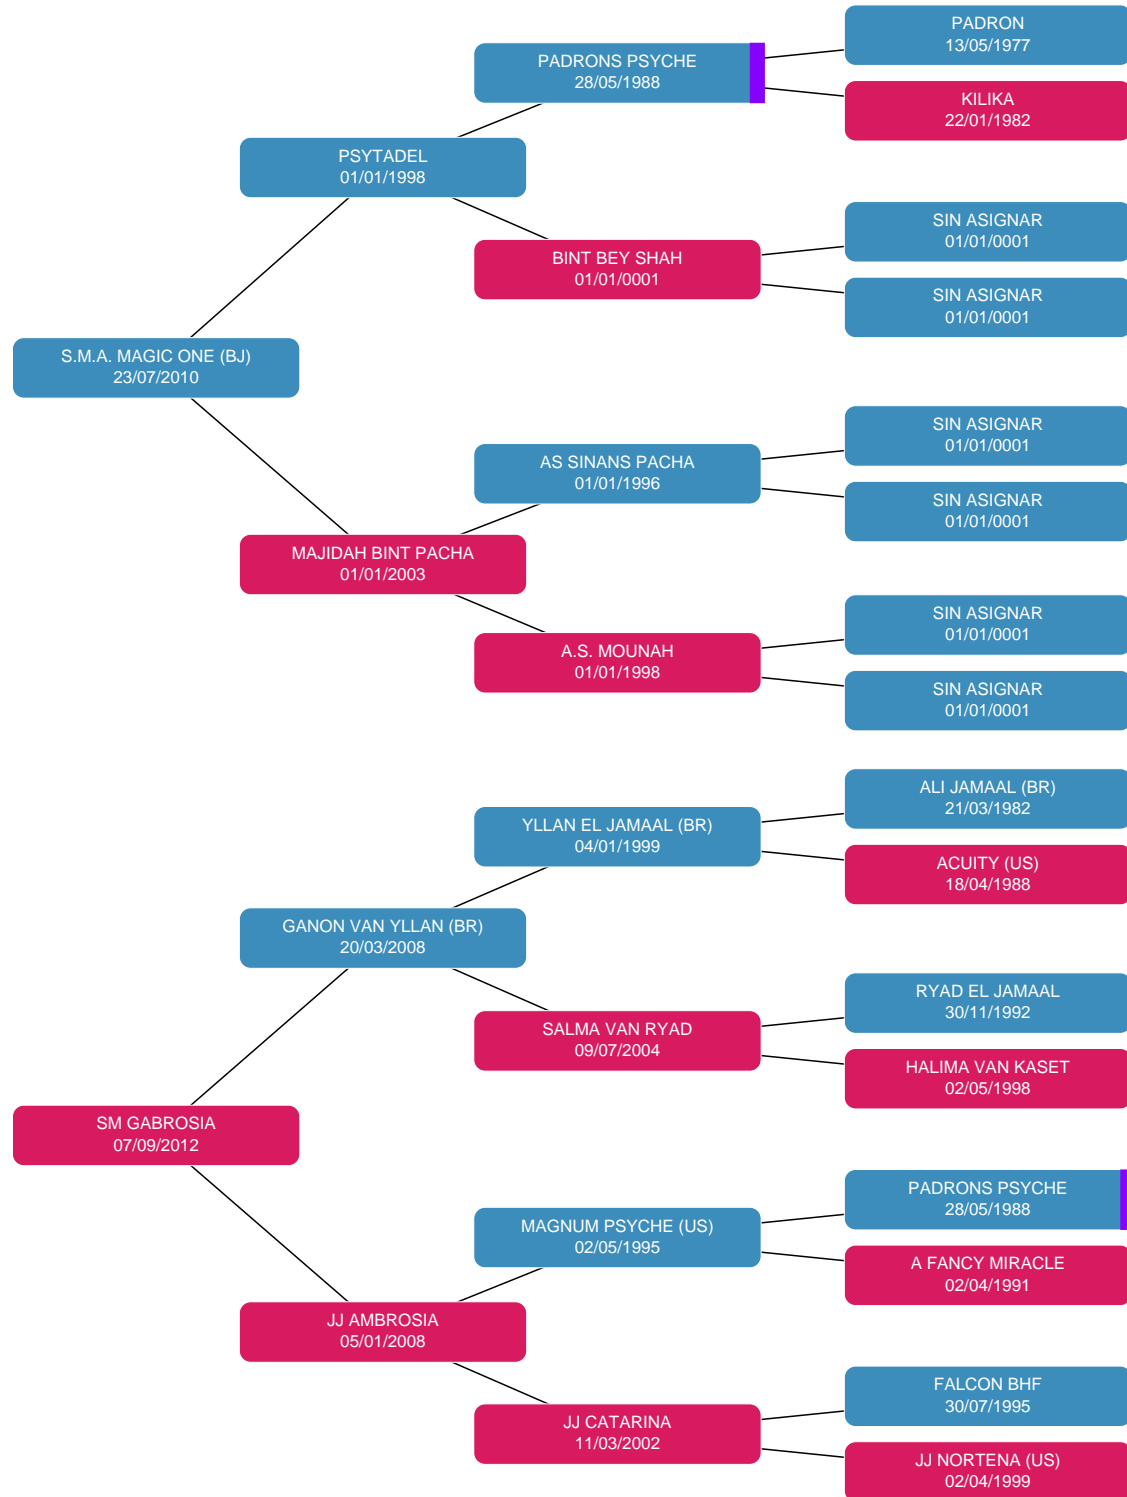 PADRON
13/05/1977
PADRONS PSYCHE
28/05/1988
KILIKA
22/01/1982
PSYTADEL
01/01/1998
SIN ASIGNAR
01/01/0001
BINT BEY SHAH
01/01/0001
SIN ASIGNAR
01/01/0001
S.M.A. MAGIC ONE (BJ)
23/07/2010
SIN ASIGNAR
01/01/0001
AS SINANS PACHA
01/01/1996
SIN ASIGNAR
01/01/0001
MAJIDAH BINT PACHA
01/01/2003
SIN ASIGNAR
01/01/0001
A.S. MOUNAH
01/01/1998
SIN ASIGNAR
01/01/0001
ALI JAMAAL (BR)
21/03/1982
YLLAN EL JAMAAL (BR)
04/01/1999
ACUITY (US)
18/04/1988
GANON VAN YLLAN (BR)
20/03/2008
RYAD EL JAMAAL
30/11/1992
SALMA VAN RYAD
09/07/2004
HALIMA VAN KASET
02/05/1998
SM GABROSIA
07/09/2012
PADRONS PSYCHE
28/05/1988
MAGNUM PSYCHE (US)
02/05/1995
A FANCY MIRACLE
02/04/1991
JJ AMBROSIA
05/01/2008
FALCON BHF
30/07/1995
JJ CATARINA
11/03/2002
JJ NORTENA (US)
02/04/1999